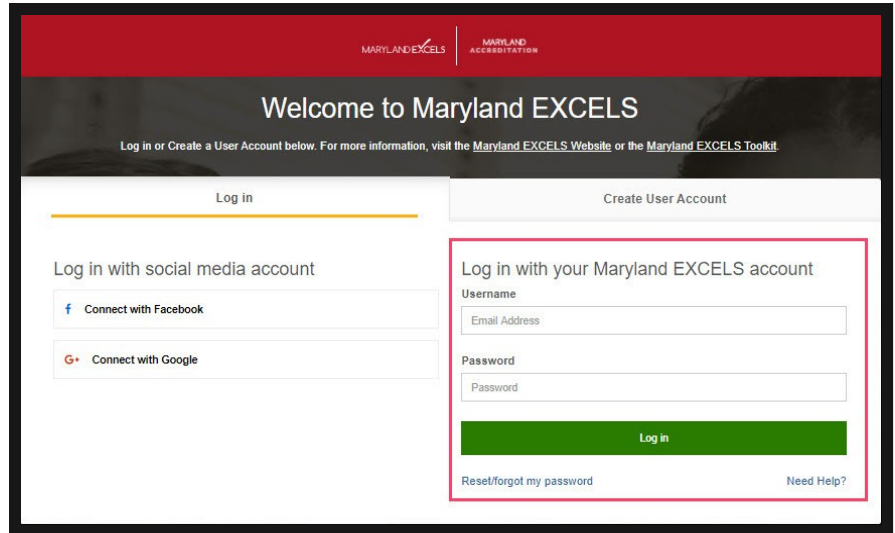 MARYLAND EXCELS
MARYLAND
ACCREDITATION
Welcome to Maryland EXCELS
Log in or Create a User Account below. For more information, visit the Maryland EXCELS Website or the Maryland EXCELS Toolkit.
Log in
Create User Account
Log in with social media account
f Connect with Facebook
G+ Connect with Google
Log in with your Maryland EXCELS account
Username
Email Address
Password
Password
Log in
Reset/forgot my password
Need Help?